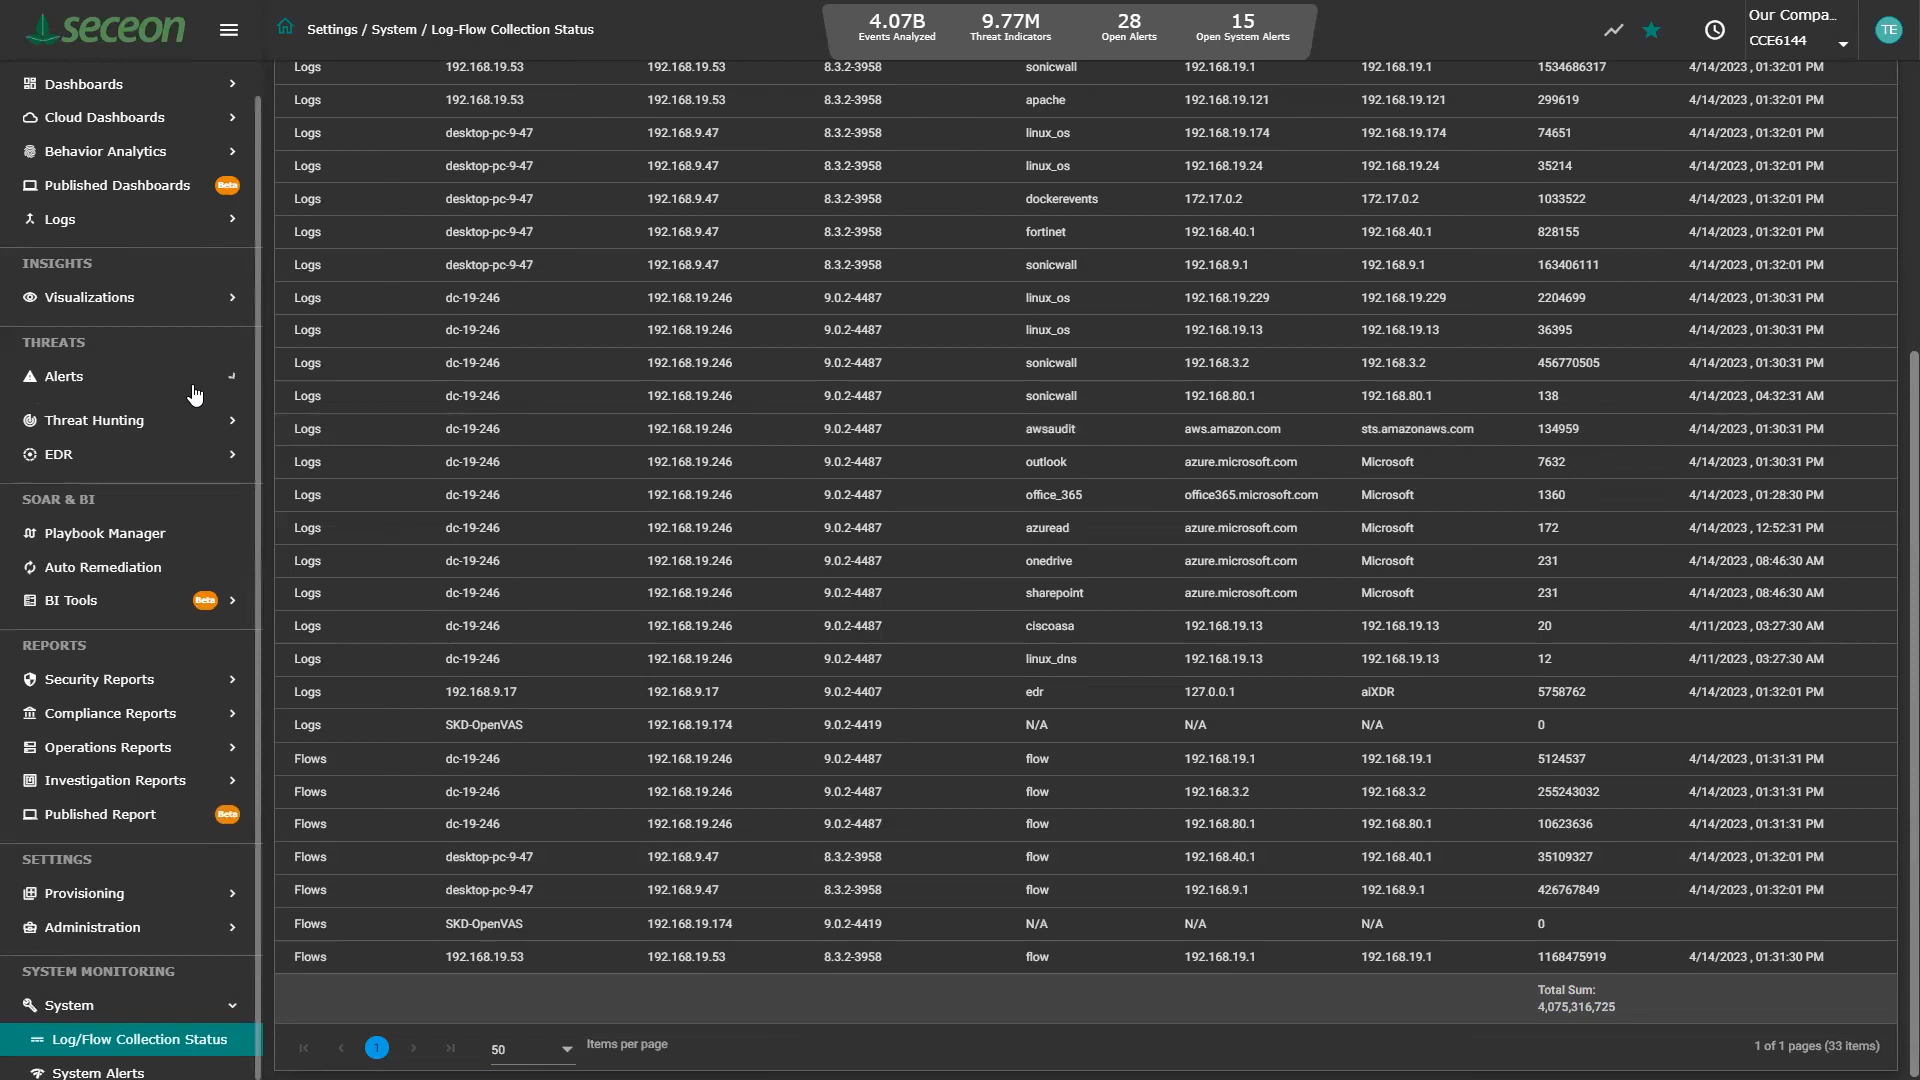 seceon
Settings / System / Log-Flow Collection Status
4.07B
Events Analyzed
9.77M
Threat Indicators
28
Open Alerts
15
Open System Alerts
Our Compa...
CCE6144
TE
Dashboards
Cloud Dashboards
Behavior Analytics
Published Dashboards Beta
Logs
INSIGHTS
Visualizations
THREATS
Alerts
Threat Hunting
EDR
SOAR & BI
Playbook Manager
Auto Remediation
BI Tools Beta
REPORTS
Security Reports
Compliance Reports
Operations Reports
Investigation Reports
Published Report Beta
SETTINGS
Provisioning
Administration
SYSTEM MONITORING
System
Log/Flow Collection Status
System Alerts
Logs 192.168.19.53 192.168.19.53 8.3.2-3958 sonicwall 192.168.19.1 192.168.19.1 1534686317 4/14/2023 , 01:32:01 PM
Logs 192.168.19.53 192.168.19.53 8.3.2-3958 apache 192.168.19.121 192.168.19.121 299619 4/14/2023 , 01:32:01 PM
Logs desktop-pc-9-47 192.168.9.47 8.3.2-3958 linux_os 192.168.19.174 192.168.19.174 74651 4/14/2023 , 01:32:01 PM
Logs desktop-pc-9-47 192.168.9.47 8.3.2-3958 linux_os 192.168.19.24 192.168.19.24 35214 4/14/2023 , 01:32:01 PM
Logs desktop-pc-9-47 192.168.9.47 8.3.2-3958 dockerevents 172.17.0.2 172.17.0.2 1033522 4/14/2023 , 01:32:01 PM
Logs desktop-pc-9-47 192.168.9.47 8.3.2-3958 fortinet 192.168.40.1 192.168.40.1 828155 4/14/2023 , 01:32:01 PM
Logs desktop-pc-9-47 192.168.9.47 8.3.2-3958 sonicwall 192.168.9.1 192.168.9.1 163406111 4/14/2023 , 01:32:01 PM
Logs dc-19-246 192.168.19.246 9.0.2-4487 linux_os 192.168.19.229 192.168.19.229 2204699 4/14/2023 , 01:30:31 PM
Logs dc-19-246 192.168.19.246 9.0.2-4487 linux_os 192.168.19.13 192.168.19.13 36395 4/14/2023 , 01:30:31 PM
Logs dc-19-246 192.168.19.246 9.0.2-4487 sonicwall 192.168.3.2 192.168.3.2 456770505 4/14/2023 , 01:30:31 PM
Logs dc-19-246 192.168.19.246 9.0.2-4487 sonicwall 192.168.80.1 192.168.80.1 138 4/14/2023 , 04:32:31 AM
Logs dc-19-246 192.168.19.246 9.0.2-4487 awsaudit aws.amazon.com sts.amazonaws.com 134959 4/14/2023 , 01:30:31 PM
Logs dc-19-246 192.168.19.246 9.0.2-4487 outlook azure.microsoft.com Microsoft 7632 4/14/2023 , 01:30:31 PM
Logs dc-19-246 192.168.19.246 9.0.2-4487 office_365 office365.microsoft.com Microsoft 1360 4/14/2023 , 01:28:30 PM
Logs dc-19-246 192.168.19.246 9.0.2-4487 azuread azure.microsoft.com Microsoft 172 4/14/2023 , 12:52:31 PM
Logs dc-19-246 192.168.19.246 9.0.2-4487 onedrive azure.microsoft.com Microsoft 231 4/14/2023 , 08:46:30 AM
Logs dc-19-246 192.168.19.246 9.0.2-4487 sharepoint azure.microsoft.com Microsoft 231 4/14/2023 , 08:46:30 AM
Logs dc-19-246 192.168.19.246 9.0.2-4487 ciscoasa 192.168.19.13 192.168.19.13 20 4/11/2023 , 03:27:30 AM
Logs dc-19-246 192.168.19.246 9.0.2-4487 linux_dns 192.168.19.13 192.168.19.13 12 4/11/2023 , 03:27:30 AM
Logs 192.168.9.17 192.168.9.17 9.0.2-4407 edr 127.0.0.1 aiXDR 5758762 4/14/2023 , 01:32:01 PM
Logs SKD-OpenVAS 192.168.19.174 9.0.2-4419 N/A N/A N/A 0
Flows dc-19-246 192.168.19.246 9.0.2-4487 flow 192.168.19.1 192.168.19.1 5124537 4/14/2023 , 01:31:31 PM
Flows dc-19-246 192.168.19.246 9.0.2-4487 flow 192.168.3.2 192.168.3.2 255243032 4/14/2023 , 01:31:31 PM
Flows dc-19-246 192.168.19.246 9.0.2-4487 flow 192.168.80.1 192.168.80.1 10623636 4/14/2023 , 01:31:31 PM
Flows desktop-pc-9-47 192.168.9.47 8.3.2-3958 flow 192.168.40.1 192.168.40.1 35109327 4/14/2023 , 01:32:01 PM
Flows desktop-pc-9-47 192.168.9.47 8.3.2-3958 flow 192.168.9.1 192.168.9.1 426767849 4/14/2023 , 01:32:01 PM
Flows SKD-OpenVAS 192.168.19.174 9.0.2-4419 N/A N/A N/A 0
Flows 192.168.19.53 192.168.19.53 8.3.2-3958 flow 192.168.19.1 192.168.19.1 1168475919 4/14/2023 , 01:31:30 PM
Total Sum:
4,075,316,725
1 50 Items per page 1 of 1 pages (33 items)